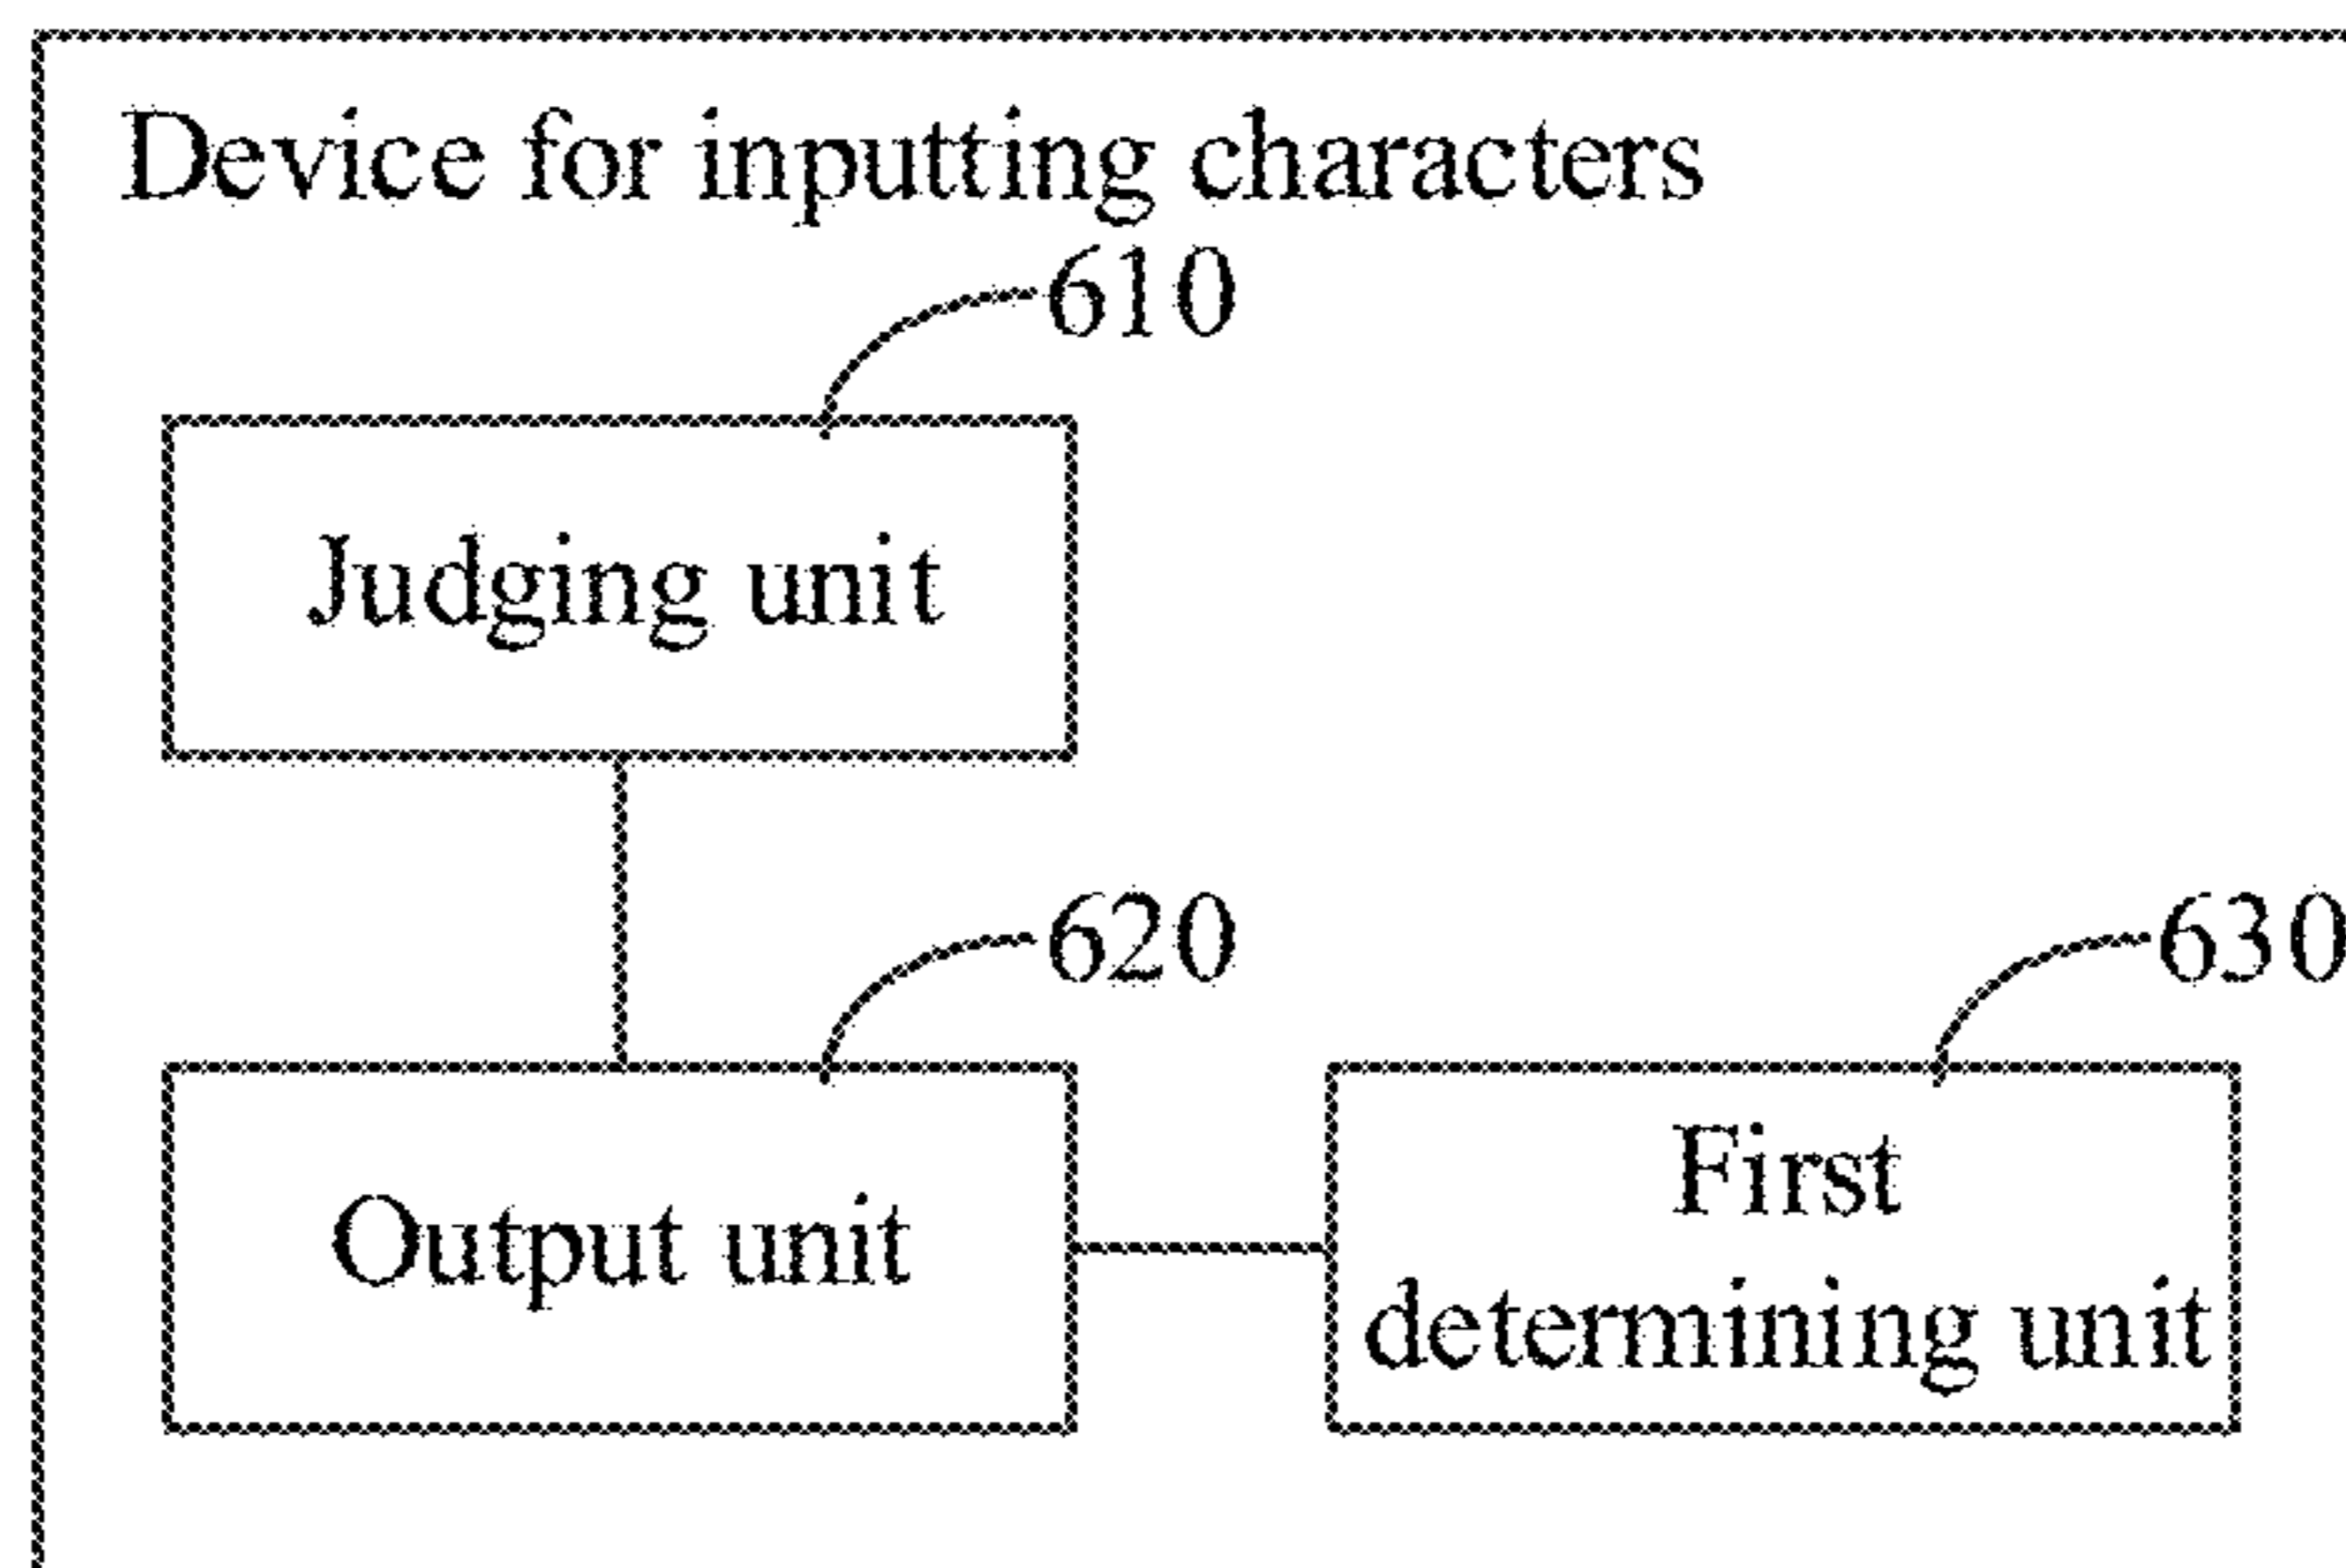 Device for inputting characters
610
Judging unit
620
630
Output unit
First
determining unit